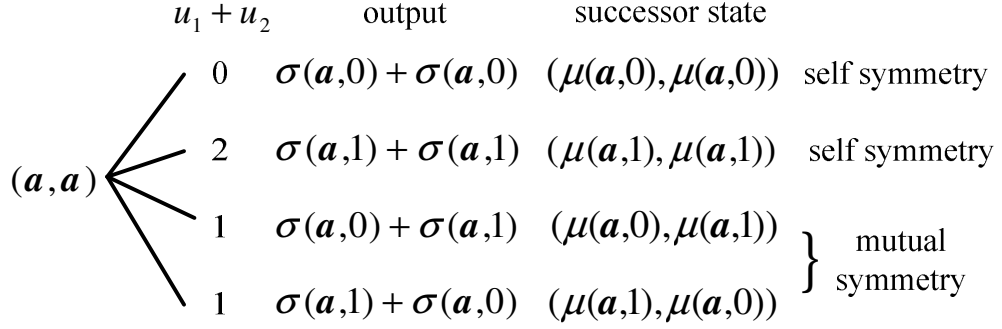 u₁ + u₂ output successor state
0 σ(a,0) + σ(a,0) (μ(a,0), μ(a,0)) self symmetry
2 σ(a,1) + σ(a,1) (μ(a,1), μ(a,1)) self symmetry
(a,a)
1 σ(a,0) + σ(a,1) (μ(a,0), μ(a,1))
} mutual
symmetry
1 σ(a,1) + σ(a,0) (μ(a,1), μ(a,0))